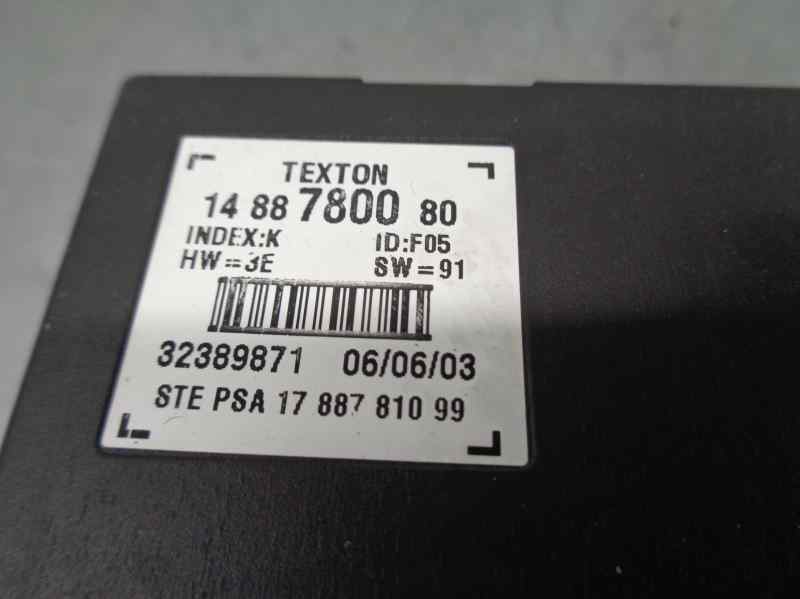 TEXTON
14 88 7800 80
INDEX:K ID:F05
HW=3E SW=91
32389871 06/06/03
STE PSA 17 887 810 99